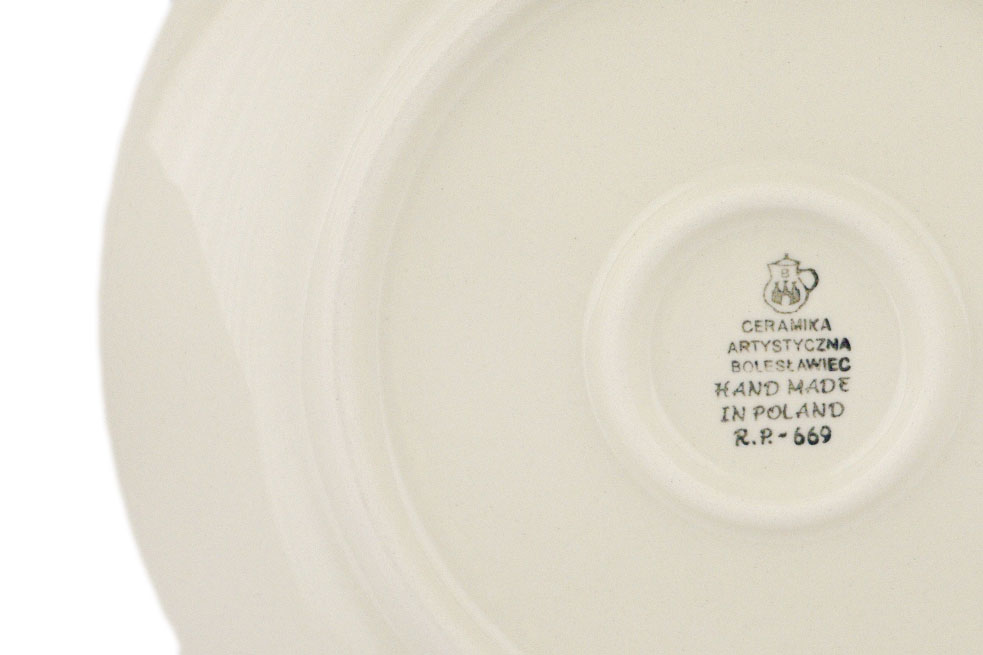 B
CERAMIKA
ARTYSTYCZNA
BOLESŁAWIEC
HAND MADE
IN POLAND
R.P.-669